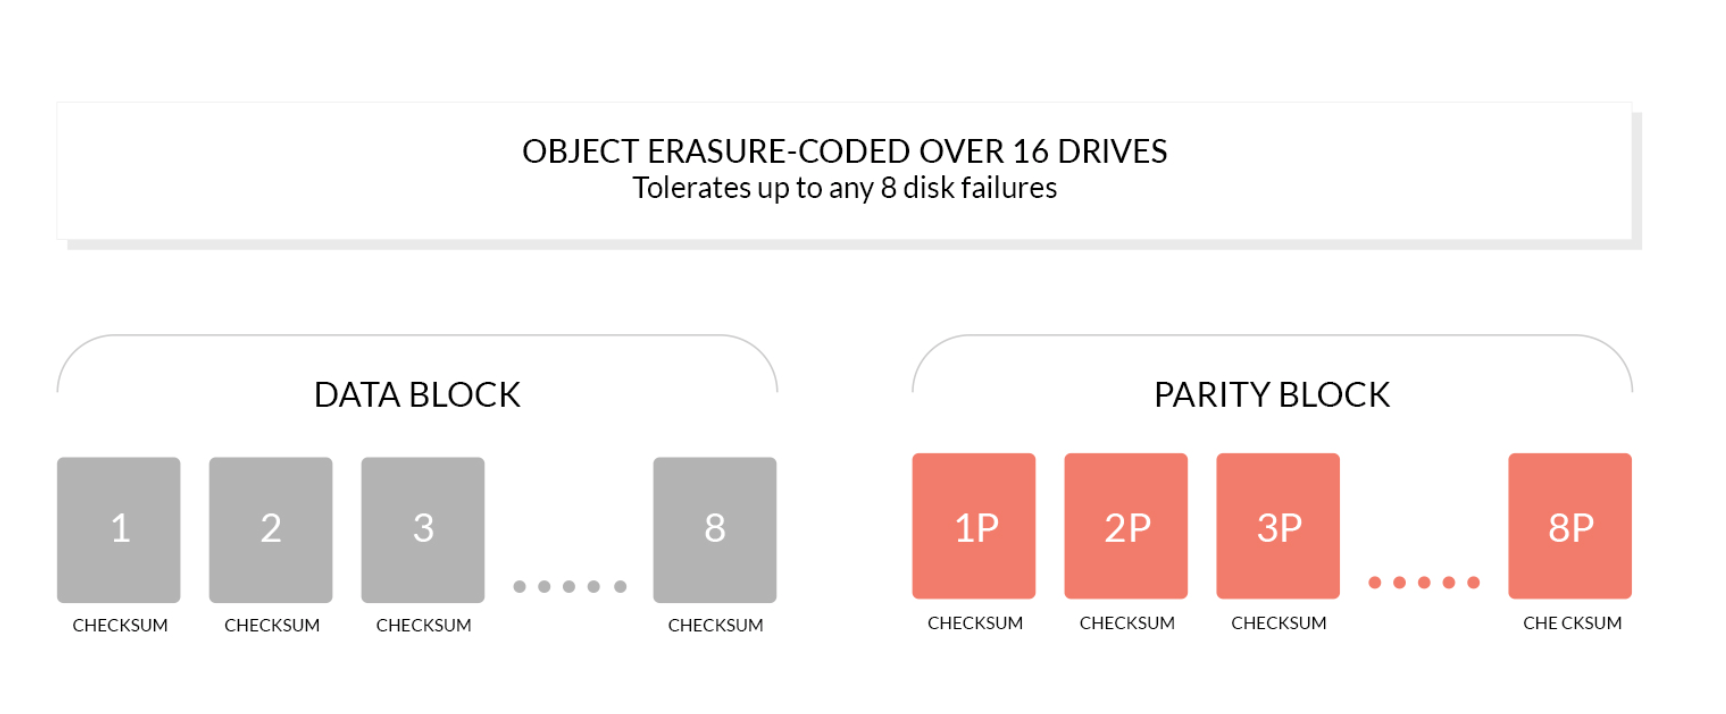 OBJECT ERASURE-CODED OVER 16 DRIVES
Tolerates up to any 8 disk failures
DATA BLOCK
1 2 3 8
CHECKSUM CHECKSUM CHECKSUM CHECKSUM
PARITY BLOCK
1P 2P 3P 8P
CHECKSUM CHECKSUM CHECKSUM CHE CKSUM